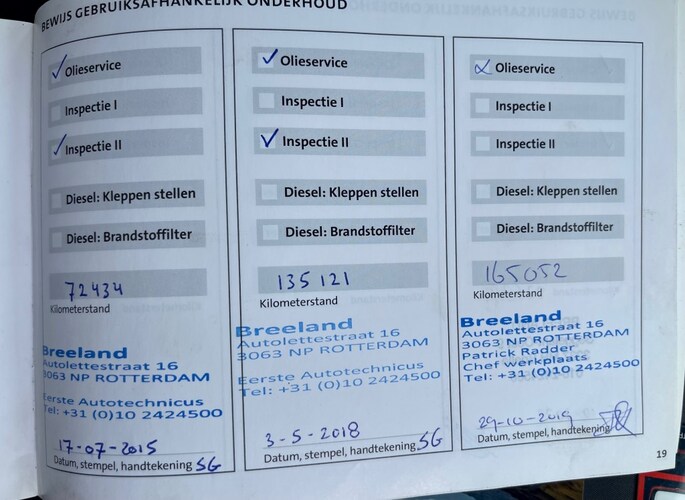 BEWIJS GEBRUIKSAFHANKELIJK ONDERHOUD
Olieservice
Inspectie I
Inspectie II
Diesel: Kleppen stellen
Diesel: Brandstoffilter
72434
Kilometerstand
Breeland
Autolettestraat 16
3063 NP ROTTERDAM
Eerste Autotechnicus
Tel: +31 (0)10 2424500
17-07-2015
Datum, stempel, handtekening SG
Olieservice
Inspectie I
Inspectie II
Diesel: Kleppen stellen
Diesel: Brandstoffilter
135 121
Kilometerstand
Breeland
Autolettestraat 16
3063 NP ROTTERDAM
Eerste Autotechnicus
Tel: +31 (0)10 2424500
3-5-2018
Datum, stempel, handtekening SG
Olieservice
Inspectie I
Inspectie II
Diesel: Kleppen stellen
Diesel: Brandstoffilter
165052
Kilometerstand
Breeland
Autolettestraat 16
3063 NP ROTTERDAM
Patrick Radder
Chef werkplaats
Tel: +31 (0)10 2424500
29-10-2019
Datum, stempel, handtekening
19